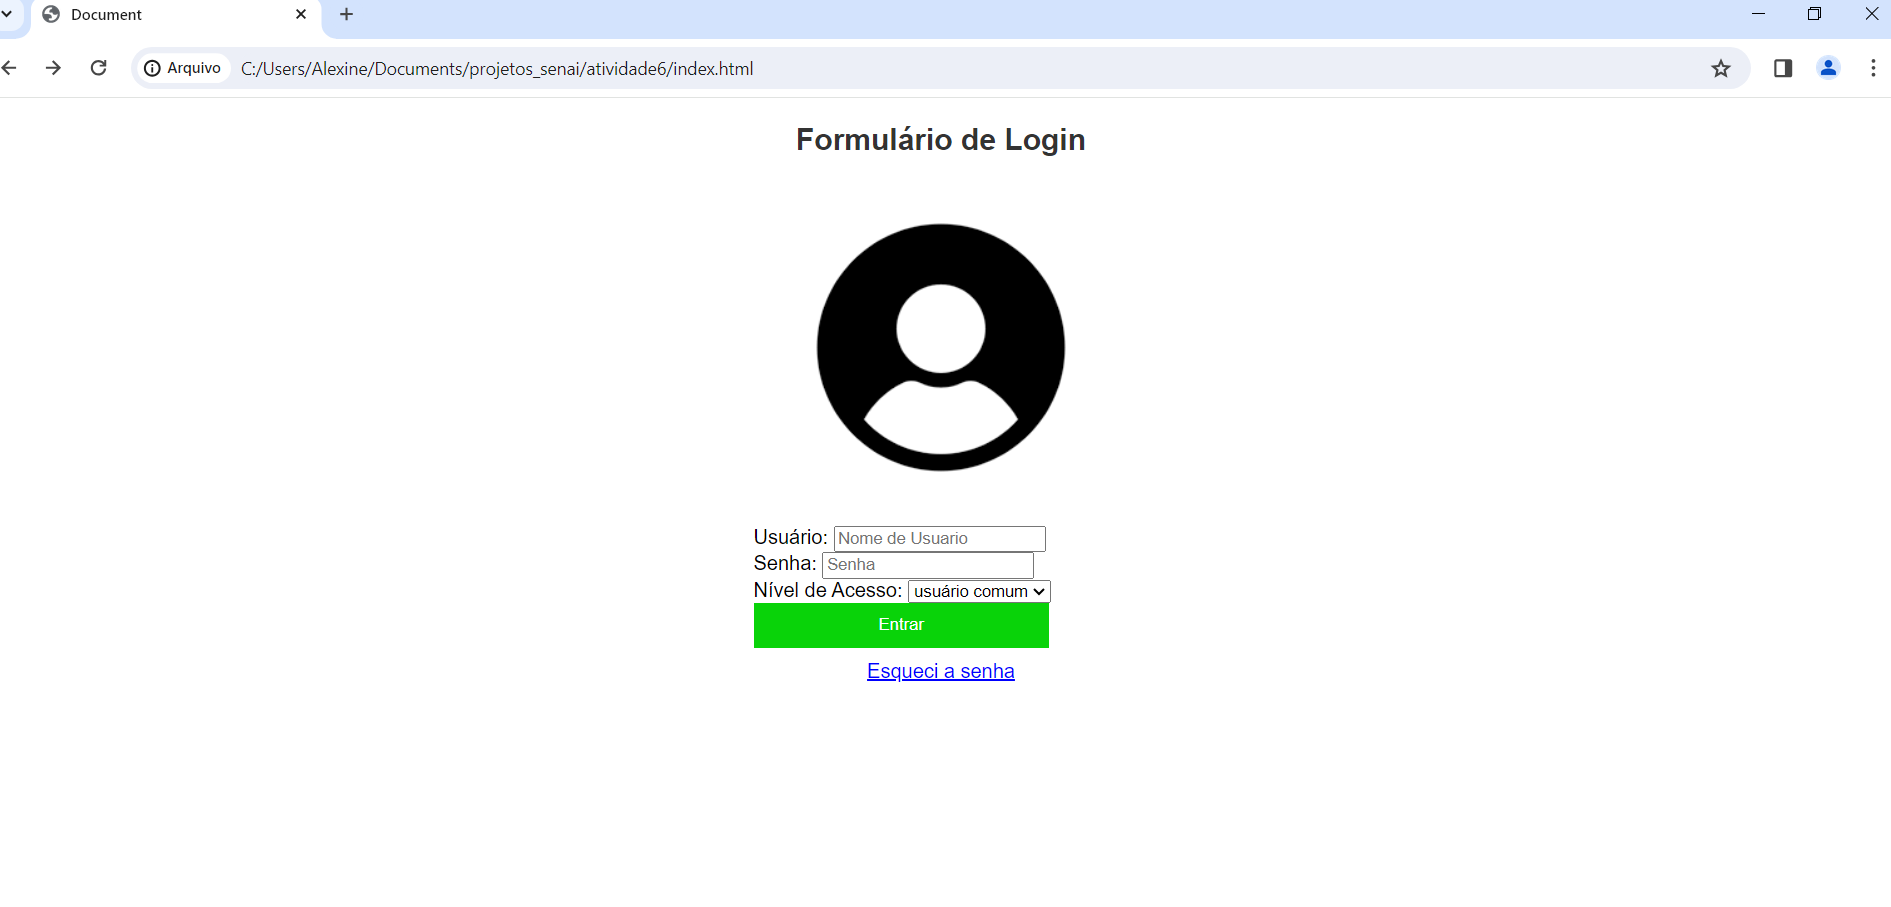 Document
Arquivo C:/Users/Alexine/Documents/projetos_senai/atividade6/index.html
Formulário de Login
Usuário: Nome de Usuario
Senha: Senha
Nível de Acesso: usuário comum
Entrar
Esqueci a senha